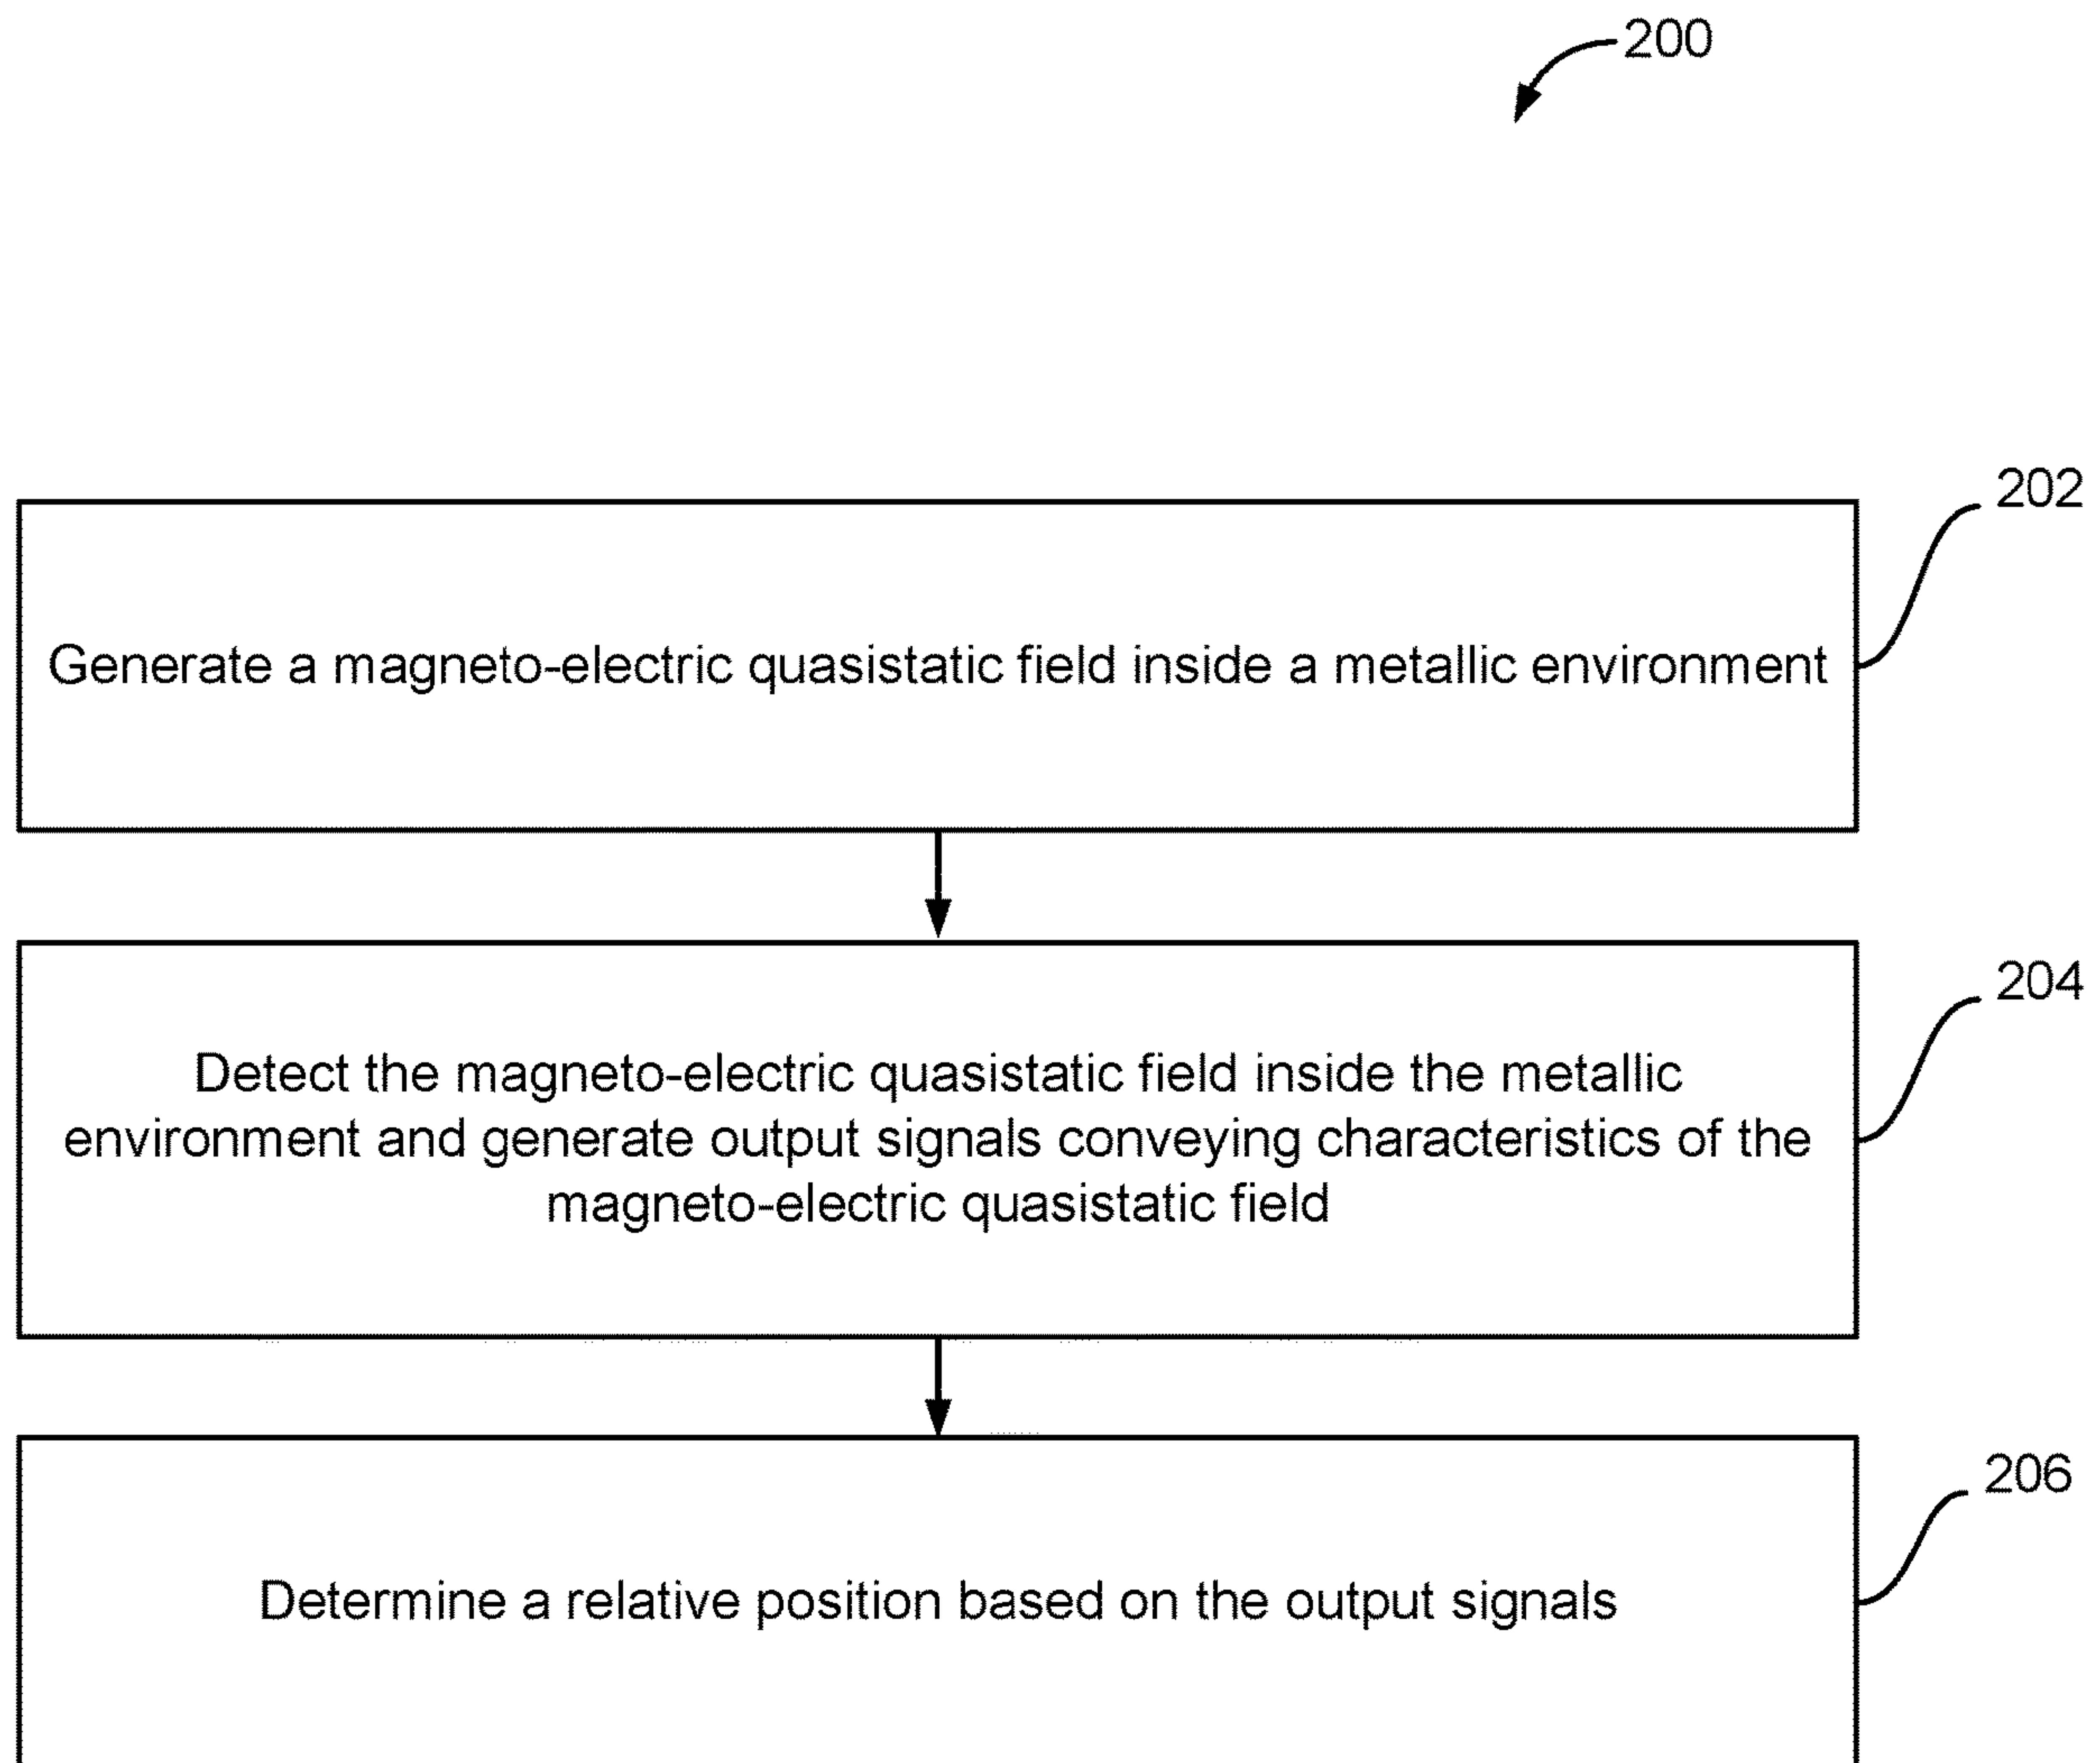 200
202
Generate a magneto-electric quasistatic field inside a metallic environment
204
Detect the magneto-electric quasistatic field inside the metallic
environment and generate output signals conveying characteristics of the
magneto-electric quasistatic field
206
Determine a relative position based on the output signals